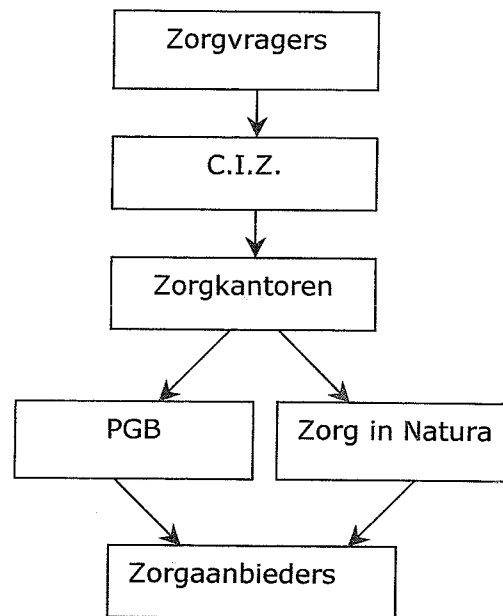 Zorgvragers
C.I.Z.
Zorgkantoren
PGB
Zorg in Natura
Zorgaanbieders